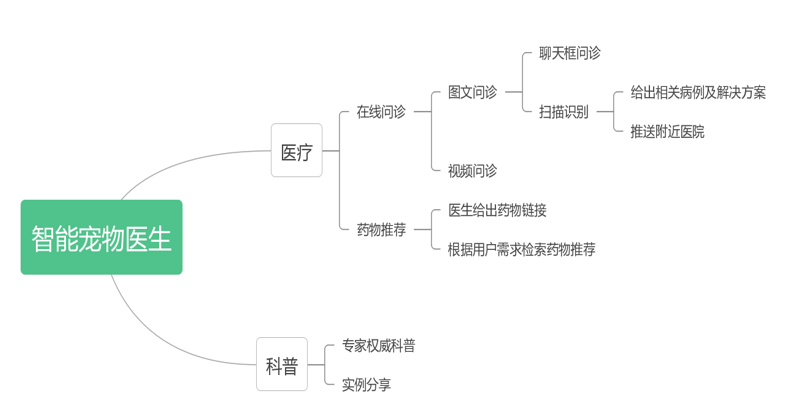 智能宠物医生
医疗
在线问诊
图文问诊
聊天框问诊
扫描识别
给出相关病例及解决方案
推送附近医院
视频问诊
药物推荐
医生给出药物链接
根据用户需求检索药物推荐
科普
专家权威科普
实例分享